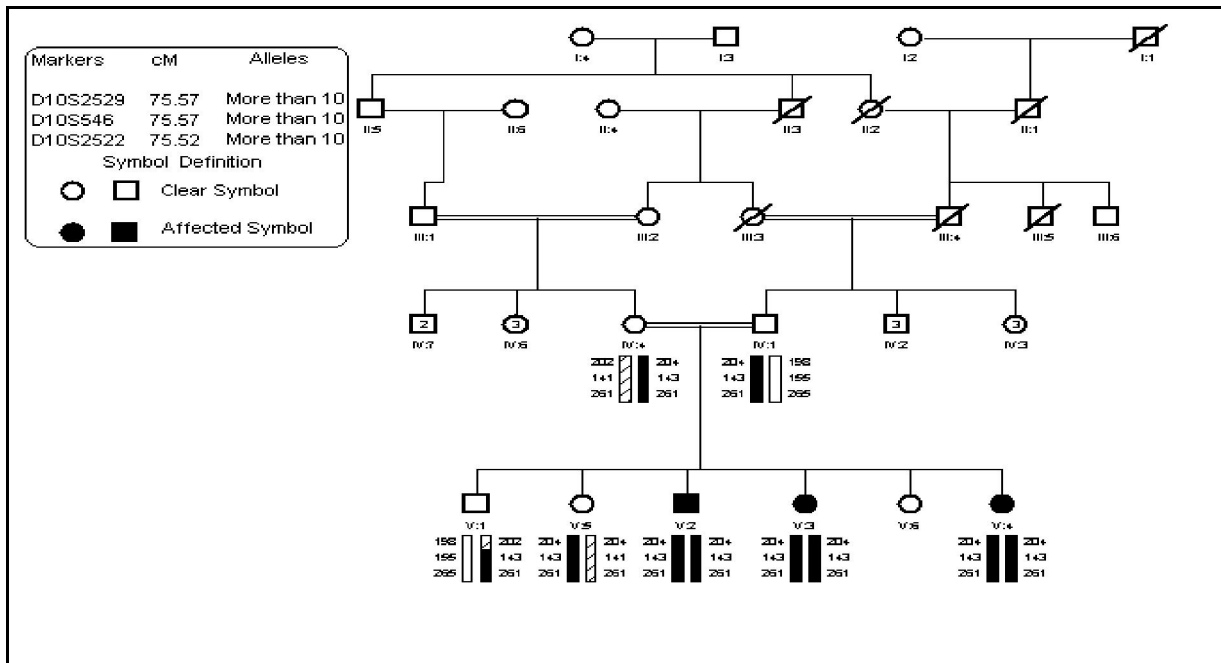 Markers cM Alleles
D10S2529 75.57 More than 10
D10S546 75.57 More than 10
D10S2522 75.52 More than 10
Symbol Definition
Clear Symbol
Affected Symbol
I:4 I:3 I:2 I:1
II:5 II:6 II:4 II:3 II:2 II:1
III:1 III:2 III:3 III:4 III:5 III:6
2 3 3 3
IV:7 IV:6 IV:4 IV:1 IV:2 IV:3
202 204 204 198
141 143 143 195
261 261 261 265
V:1 V:5 V:2 V:3 V:6 V:4
198 202 204 204 204 204 204 204 204 204
195 143 143 141 143 143 143 143 143 143
265 261 261 261 261 261 261 261 261 261